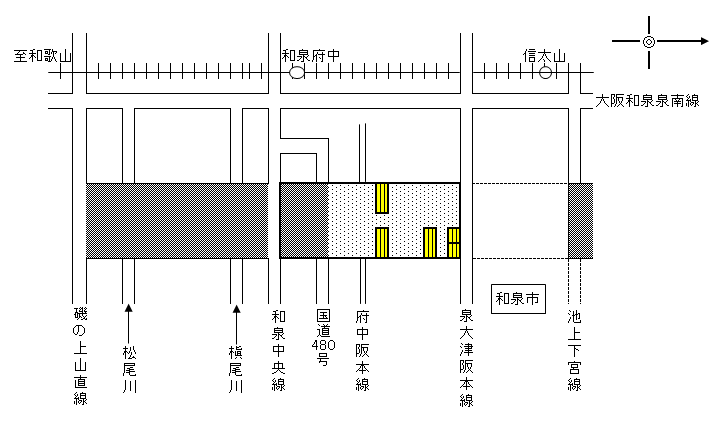 至和歌山
和泉府中
信太山
大阪和泉泉南線
和泉市
磯の上山直線
松尾川
槇尾川
和泉中央線
国道480号
府中阪本線
泉大津阪本線
池上下宮線